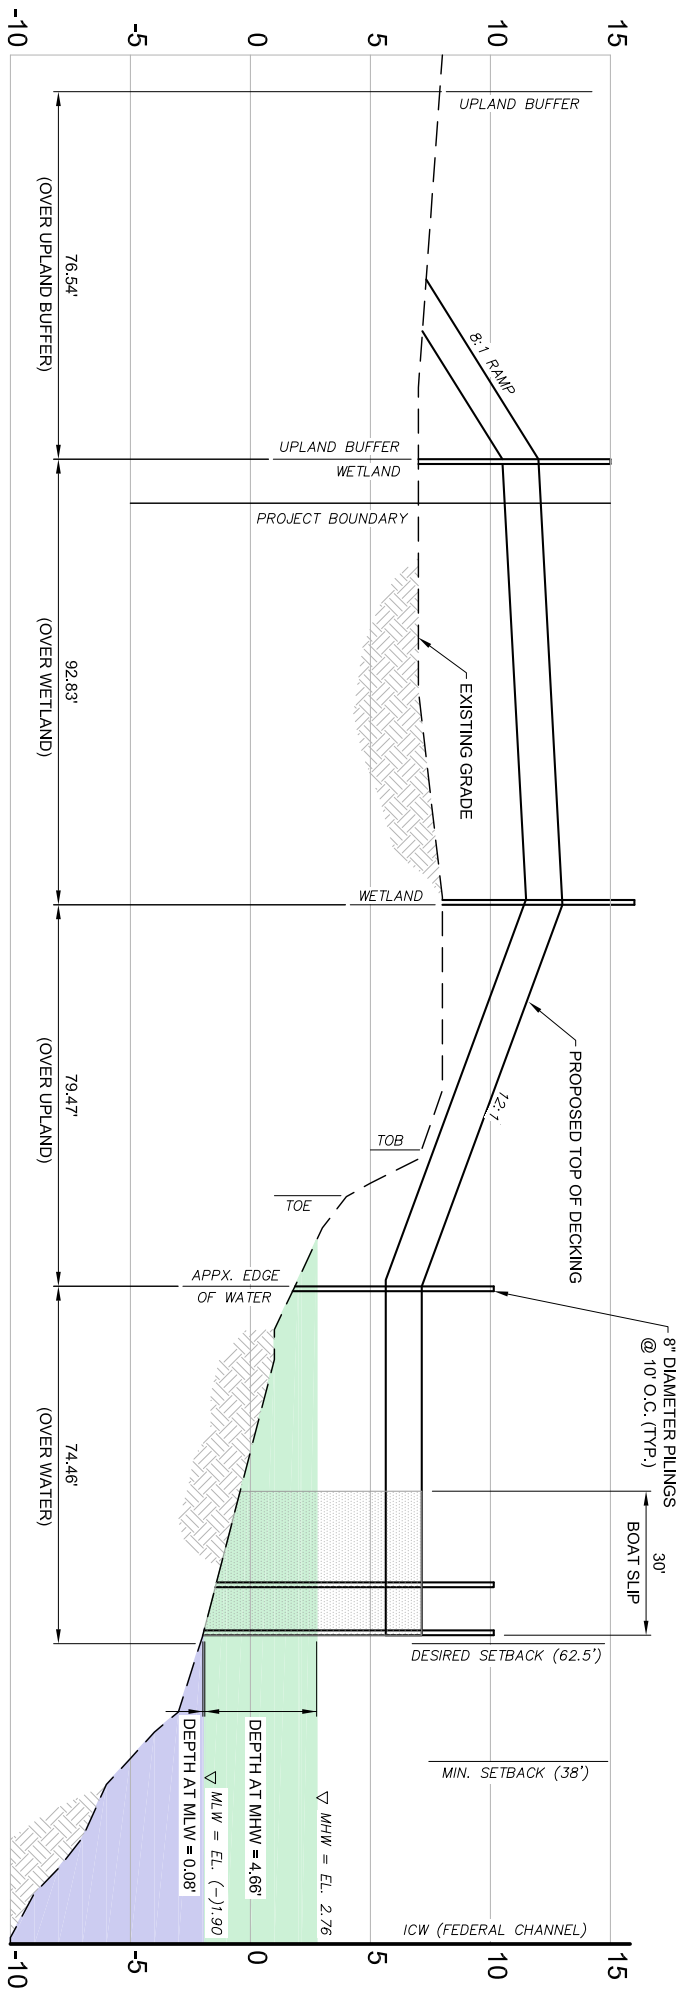 -10
-5
0
5
10
15
UPLAND BUFFER
76.54'
(OVER UPLAND BUFFER)
8:1 RAMP
UPLAND BUFFER
WETLAND
PROJECT BOUNDARY
92.83'
(OVER WETLAND)
EXISTING GRADE
WETLAND
79.47'
(OVER UPLAND)
PROPOSED TOP OF DECKING
12:1
TOB
TOE
APPX. EDGE
OF WATER
8" DIAMETER PILINGS
@ 10' O.C. (TYP.)
74.46'
(OVER WATER)
30'
BOAT SLIP
DESIRED SETBACK (62.5')
MIN. SETBACK (38')
DEPTH AT MHW = 4.66'
DEPTH AT MLW = 0.08'
MHW = EL. 2.76
MLW = EL. (-)1.90
ICW (FEDERAL CHANNEL)
-10
-5
0
5
10
15